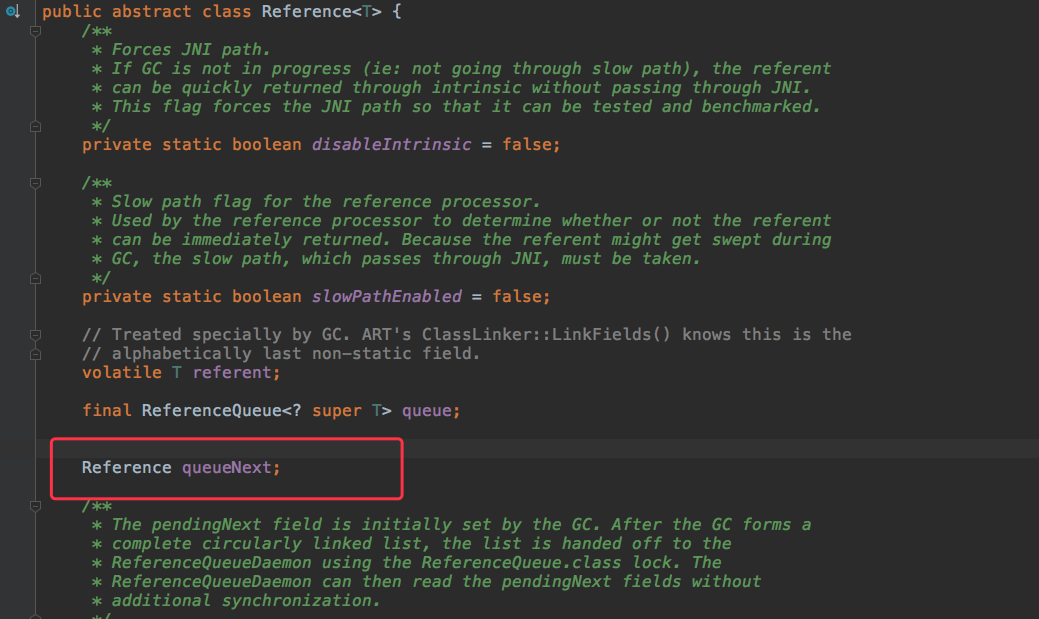 public abstract class Reference<T> {
/**
* Forces JNI path.
* If GC is not in progress (ie: not going through slow path), the referent
* can be quickly returned through intrinsic without passing through JNI.
* This flag forces the JNI path so that it can be tested and benchmarked.
*/
private static boolean disableIntrinsic = false;
/**
* Slow path flag for the reference processor.
* Used by the reference processor to determine whether or not the referent
* can be immediately returned. Because the referent might get swept during
* GC, the slow path, which passes through JNI, must be taken.
*/
private static boolean slowPathEnabled = false;
// Treated specially by GC. ART's ClassLinker::LinkFields() knows this is the
// alphabetically last non-static field.
volatile T referent;
final ReferenceQueue<? super T> queue;
Reference queueNext;
/**
* The pendingNext field is initially set by the GC. After the GC forms a
* complete circularly linked list, the list is handed off to the
* ReferenceQueueDaemon using the ReferenceQueue.class lock. The
* ReferenceQueueDaemon can then read the pendingNext fields without
* additional synchronization.
*/